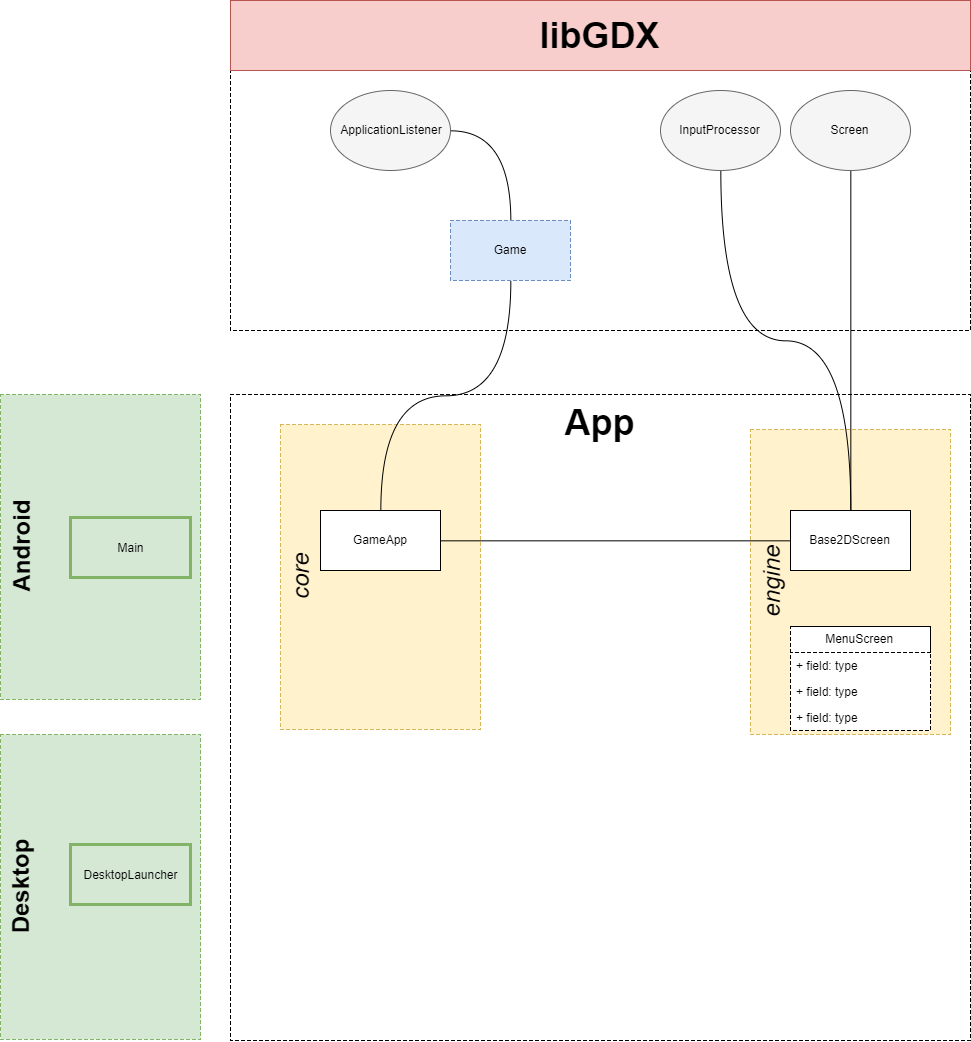 libGDX
ApplicationListener
InputProcessor
Screen
Game
App
Android
Main
core
GameApp
engine
Base2DScreen
MenuScreen
+ field: type
+ field: type
+ field: type
Desktop
DesktopLauncher